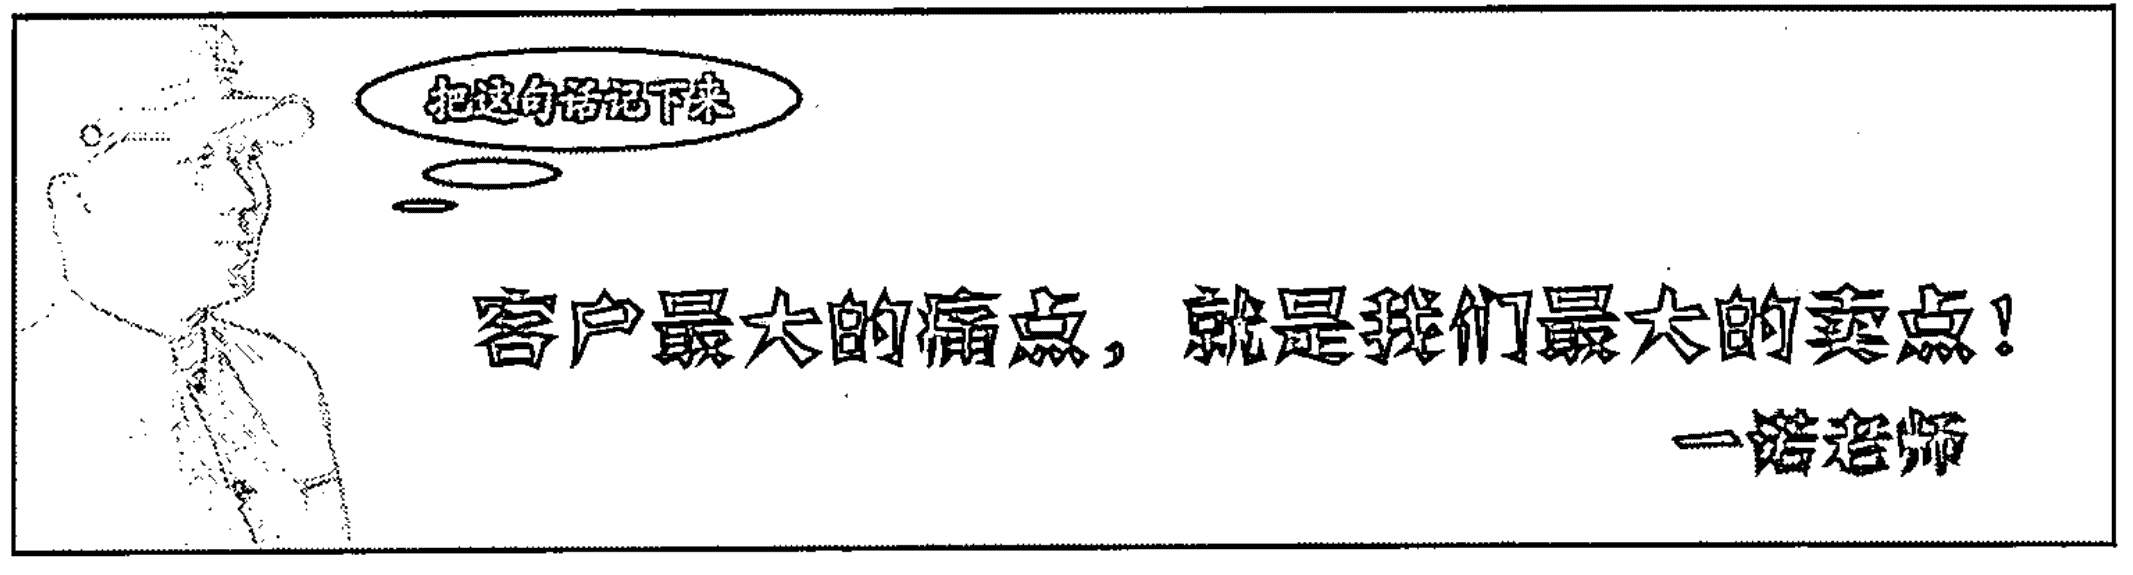 把这句话记下来
客户最大的痛点，就是我们最大的卖点！
一诺老师